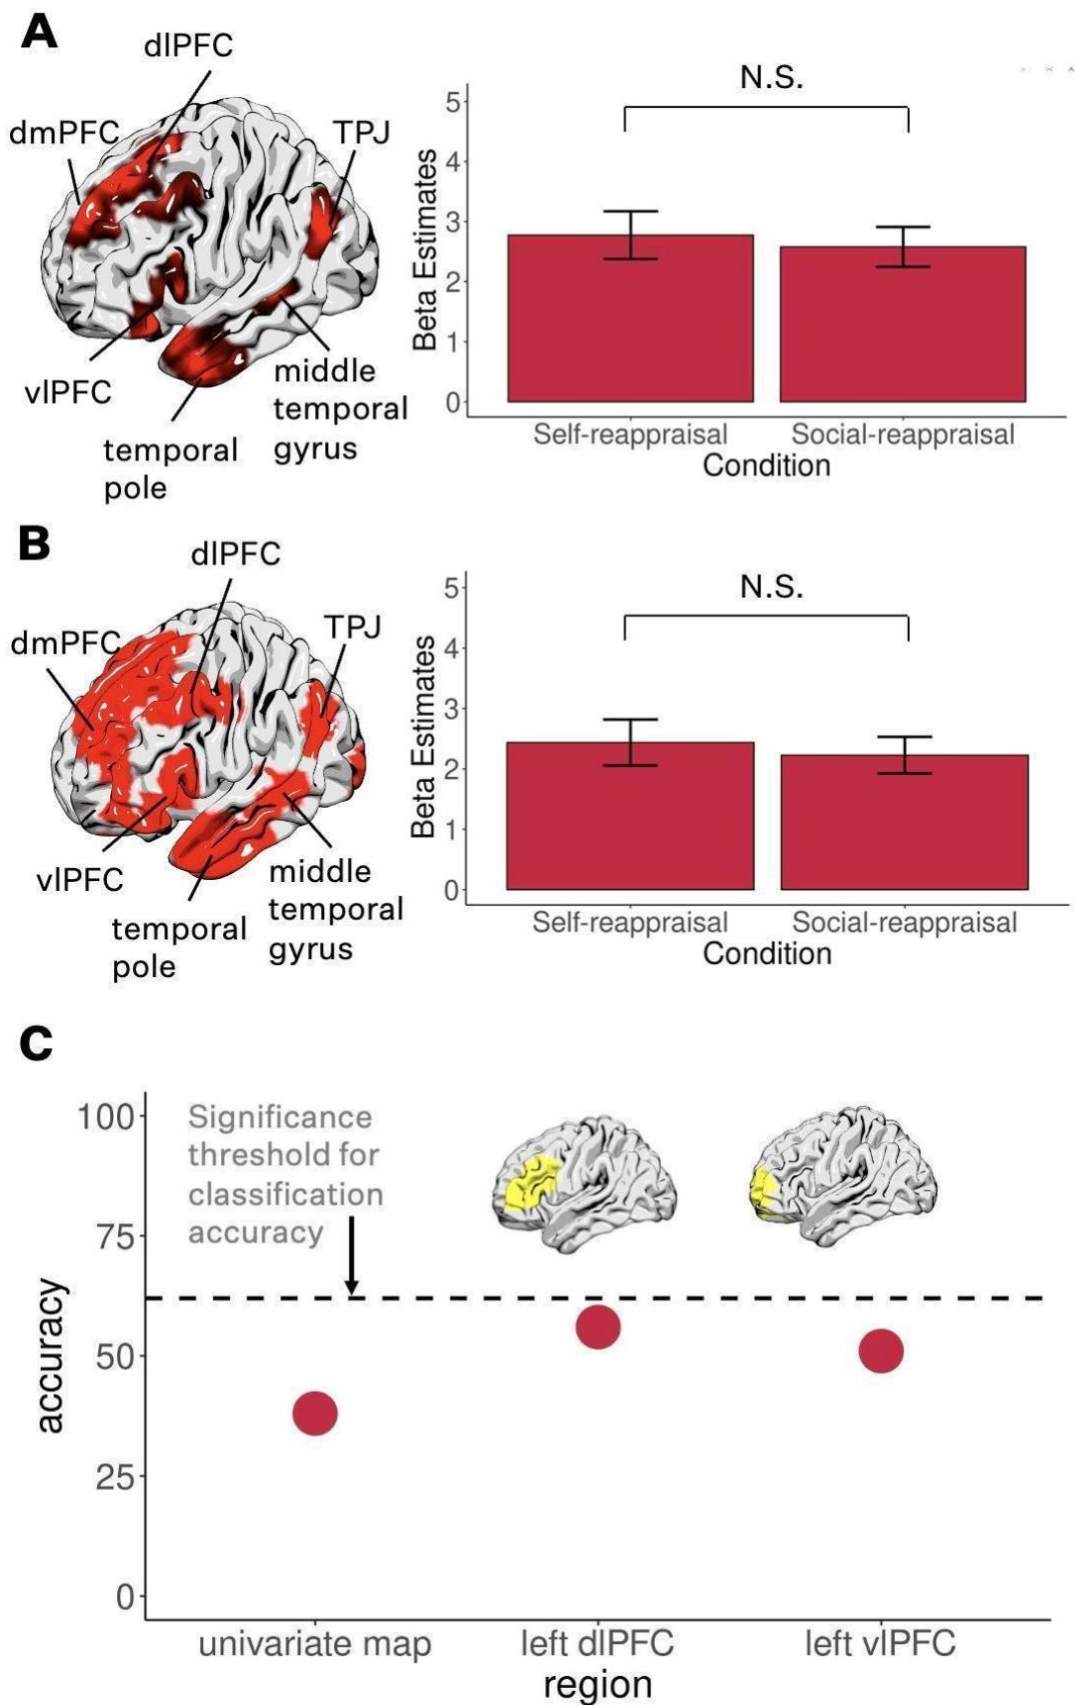 A
dlPFC
dmPFC
TPJ
vlPFC
temporal
pole
middle
temporal
gyrus
N.S.
Beta Estimates
5
4
3
2
1
0
Self-reappraisal
Social-reappraisal
Condition
B
dlPFC
dmPFC
TPJ
vlPFC
temporal
pole
middle
temporal
gyrus
N.S.
Beta Estimates
5
4
3
2
1
0
Self-reappraisal
Social-reappraisal
Condition
C
Significance
threshold for
classification
accuracy
accuracy
100
75
50
25
0
univariate map
left dlPFC
left vlPFC
region